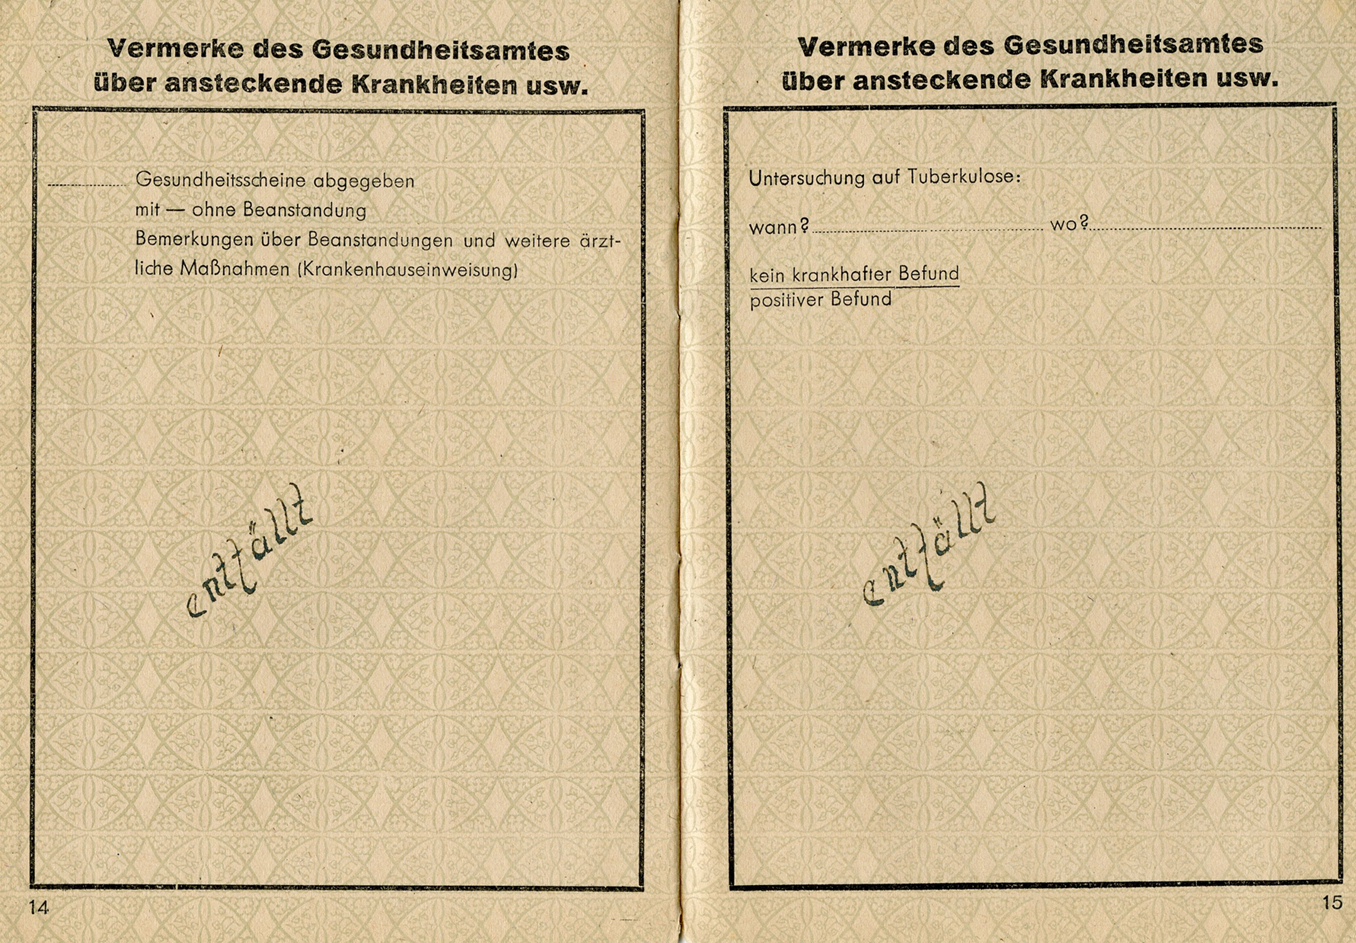 Vermerke des Gesundheitsamtes
über ansteckende Krankheiten usw.
Gesundheitsscheine abgegeben
mit — ohne Beanstandung
Bemerkungen über Beanstandungen und weitere ärzt-
liche Maßnahmen (Krankenhauseinweisung)
entfällt
14
Vermerke des Gesundheitsamtes
über ansteckende Krankheiten usw.
Untersuchung auf Tuberkulose:
wann? wo?
kein krankhafter Befund
positiver Befund
entfällt
15